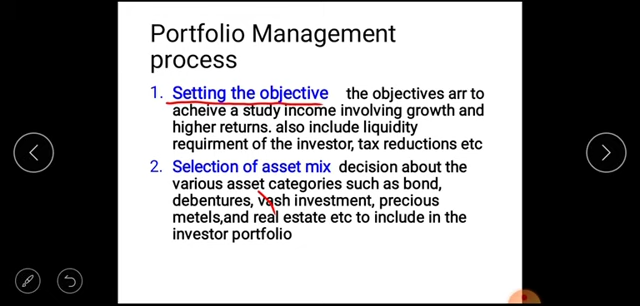 Portfolio Management
process
1. Setting the objective the objectives arr to
acheive a study income involving growth and
higher returns. also include liquidity
requirment of the investor, tax reductions etc
2. Selection of asset mix decision about the
various asset categories such as bond,
debentures, vash investment, precious
metels,and real estate etc to include in the
investor portfolio